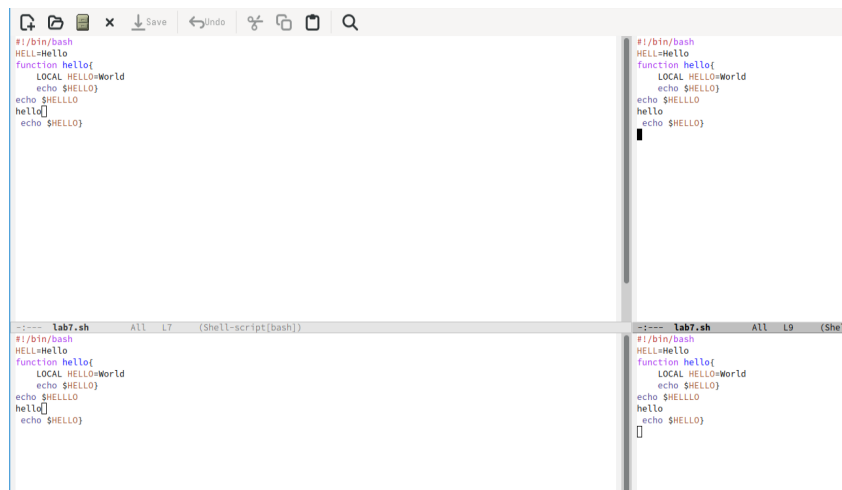 Save Undo
#!/bin/bash
HELL=Hello
function hello{
    LOCAL HELLO=World
    echo $HELLO}
echo $HELLLO
hello
 echo $HELLO}
-:--- lab7.sh All L7 (Shell-script[bash])
#!/bin/bash
HELL=Hello
function hello{
    LOCAL HELLO=World
    echo $HELLO}
echo $HELLLO
hello
 echo $HELLO}
-:--- lab7.sh All L9 (She
#!/bin/bash
HELL=Hello
function hello{
    LOCAL HELLO=World
    echo $HELLO}
echo $HELLLO
hello
 echo $HELLO}
#!/bin/bash
HELL=Hello
function hello{
    LOCAL HELLO=World
    echo $HELLO}
echo $HELLLO
hello
 echo $HELLO}